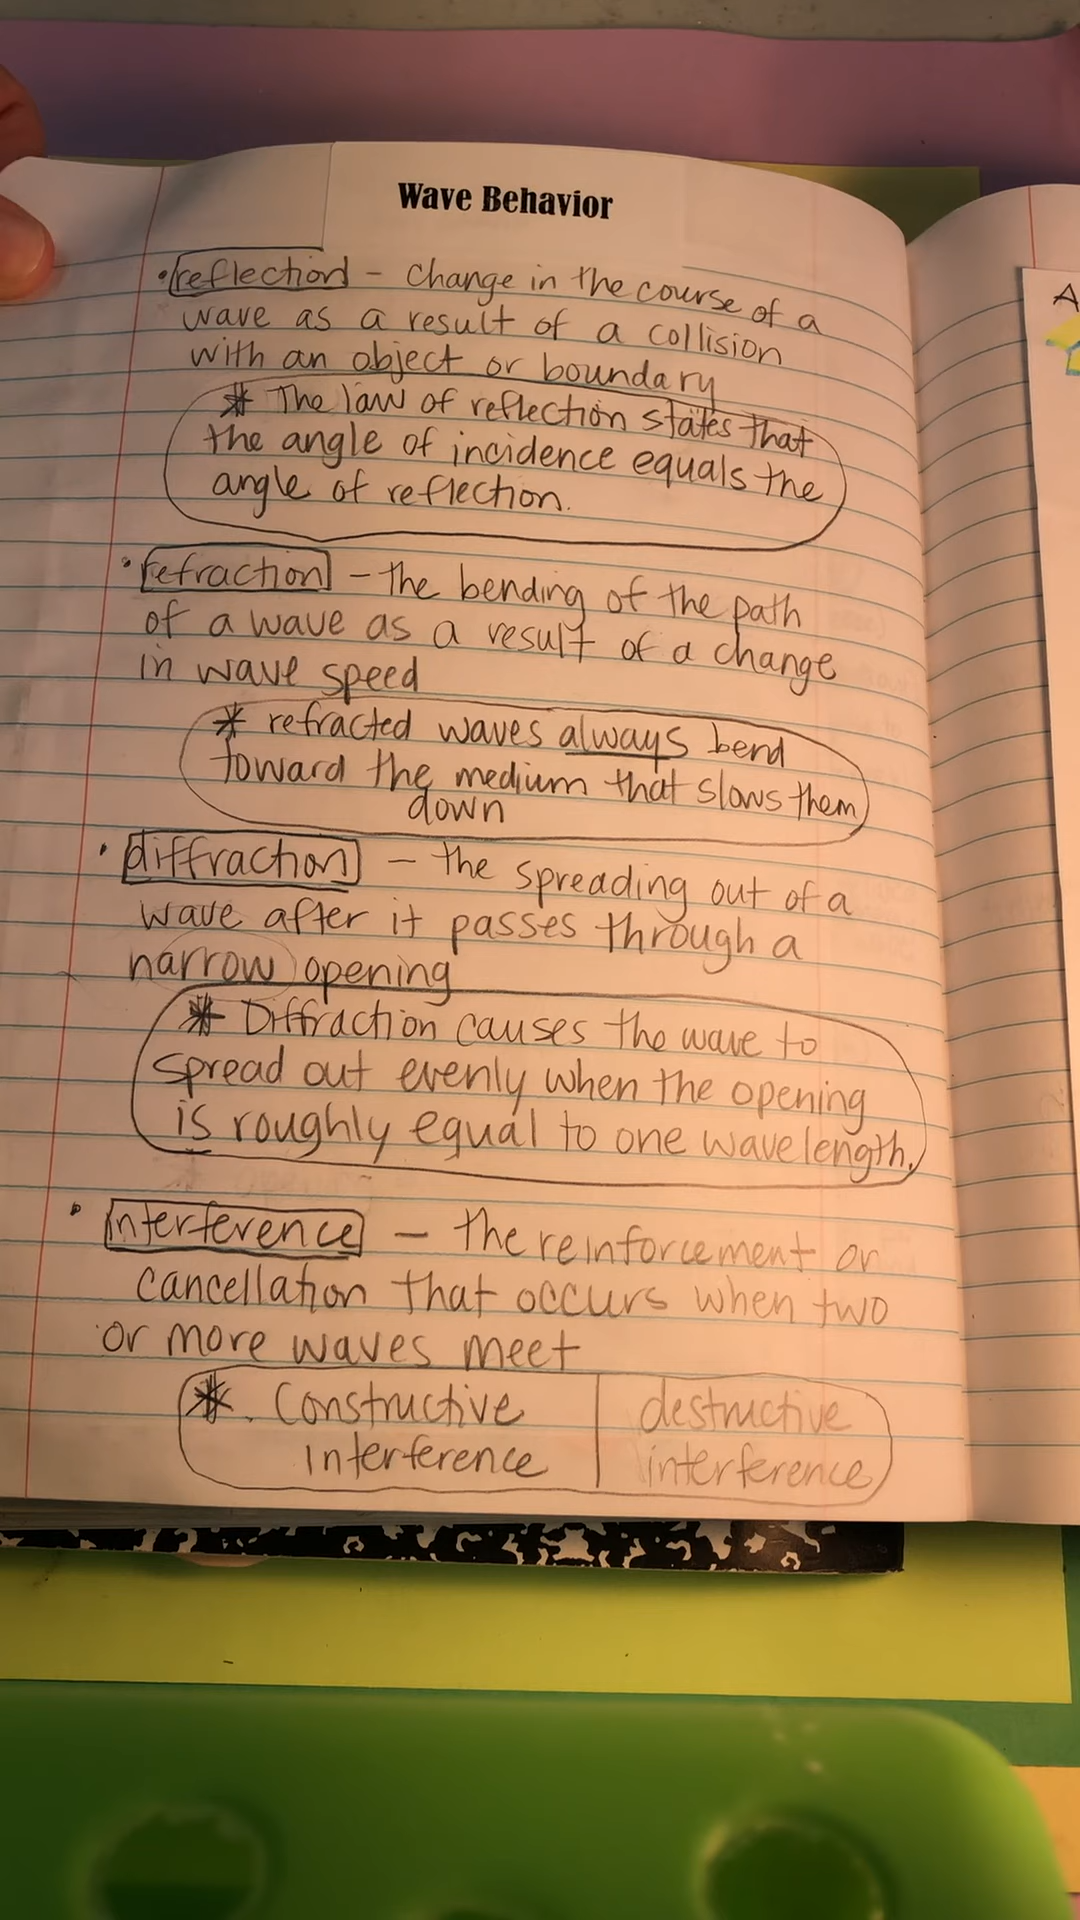 Wave Behavior
• reflection - change in the course of a
wave as a result of a collision
with an object or boundary
* The law of reflection states that
the angle of incidence equals the
angle of reflection.
• refraction - the bending of the path
of a wave as a result of a change
in wave speed
* refracted waves always bend
toward the medium that slows them
down
• diffraction - the spreading out of a
wave after it passes through a
narrow opening
* Diffraction causes the wave to
spread out evenly when the opening
is roughly equal to one wavelength.
• interference - the reinforcement or
cancellation that occurs when two
or more waves meet
* Constructive | destructive
Interference | interference
A